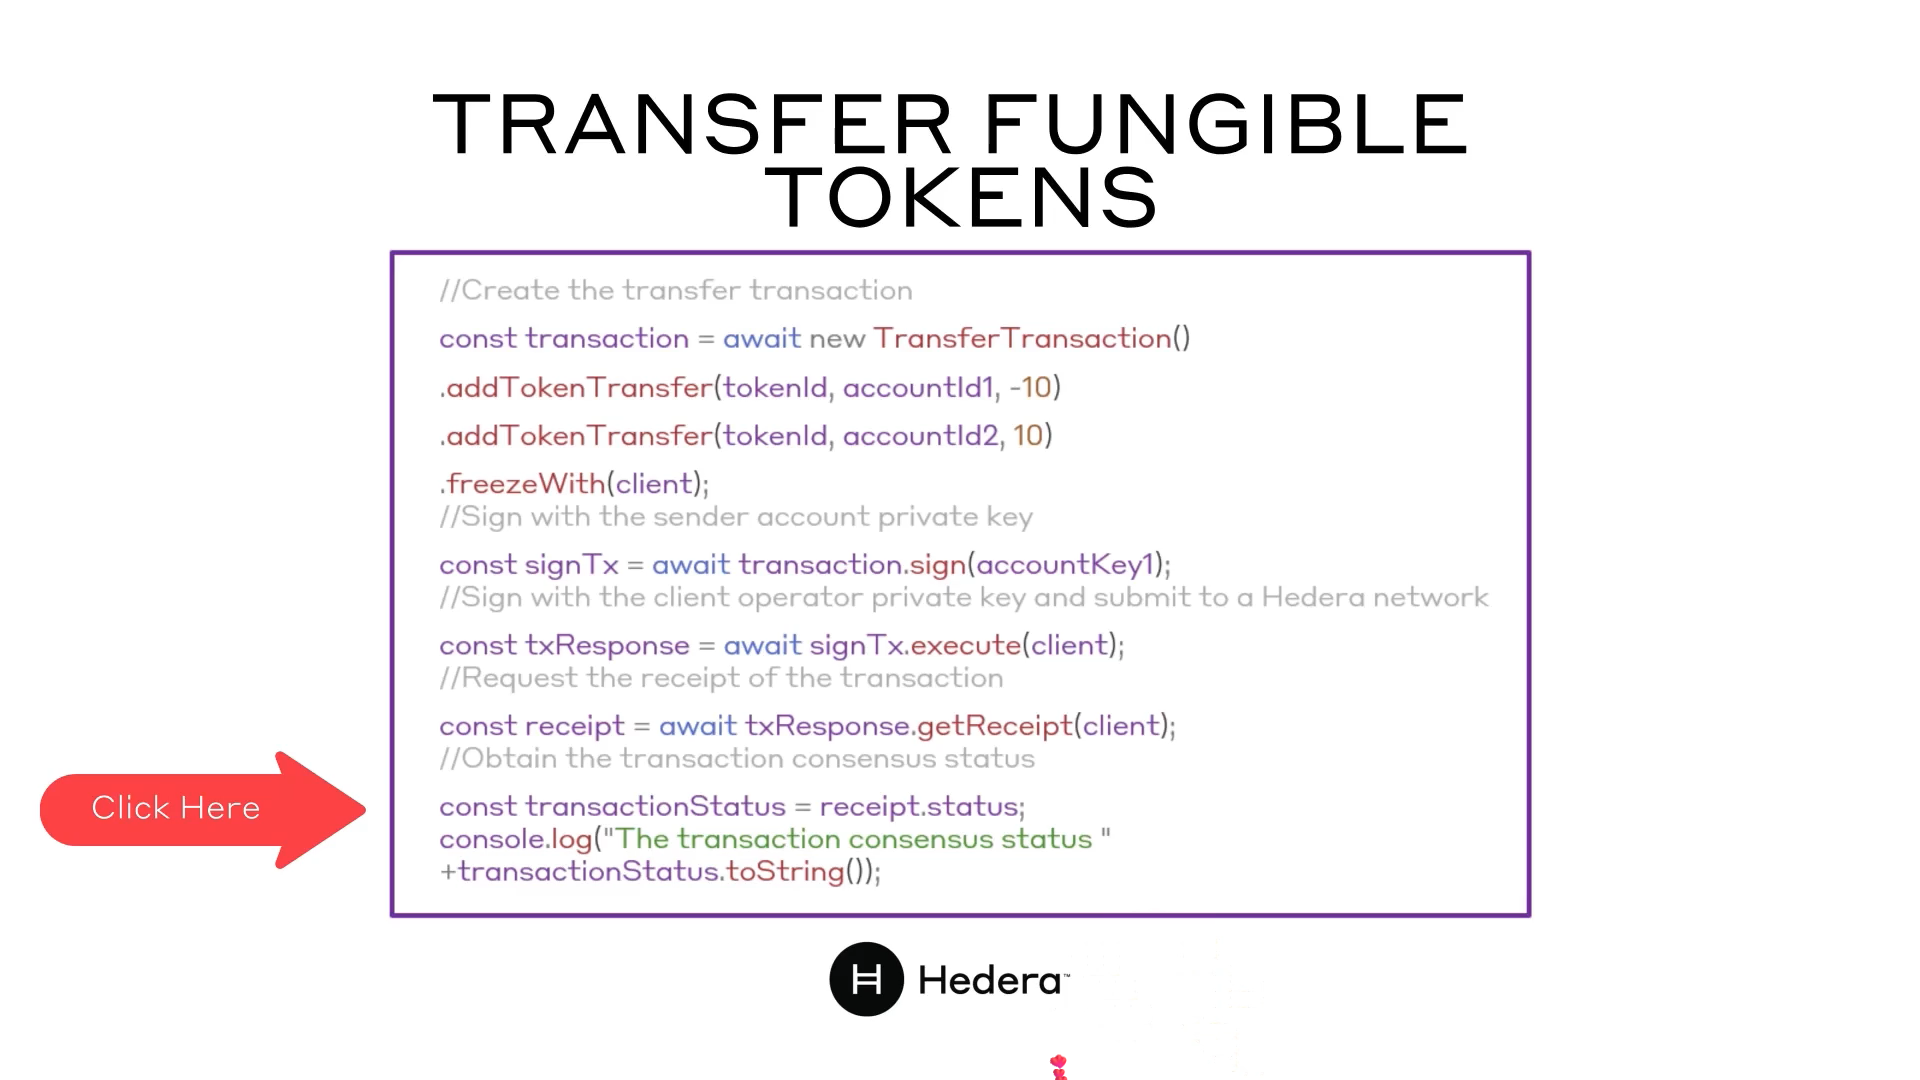 TRANSFER FUNGIBLE
TOKENS
//Create the transfer transaction
const transaction = await new TransferTransaction()
.addTokenTransfer(tokenId, accountId1, -10)
.addTokenTransfer(tokenId, accountId2, 10)
.freezeWith(client);
//Sign with the sender account private key
const signTx = await transaction.sign(accountKey1);
//Sign with the client operator private key and submit to a Hedera network
const txResponse = await signTx.execute(client);
//Request the receipt of the transaction
const receipt = await txResponse.getReceipt(client);
//Obtain the transaction consensus status
const transactionStatus = receipt.status;
console.log("The transaction consensus status "
+transactionStatus.toString());
Click Here
H Hedera™